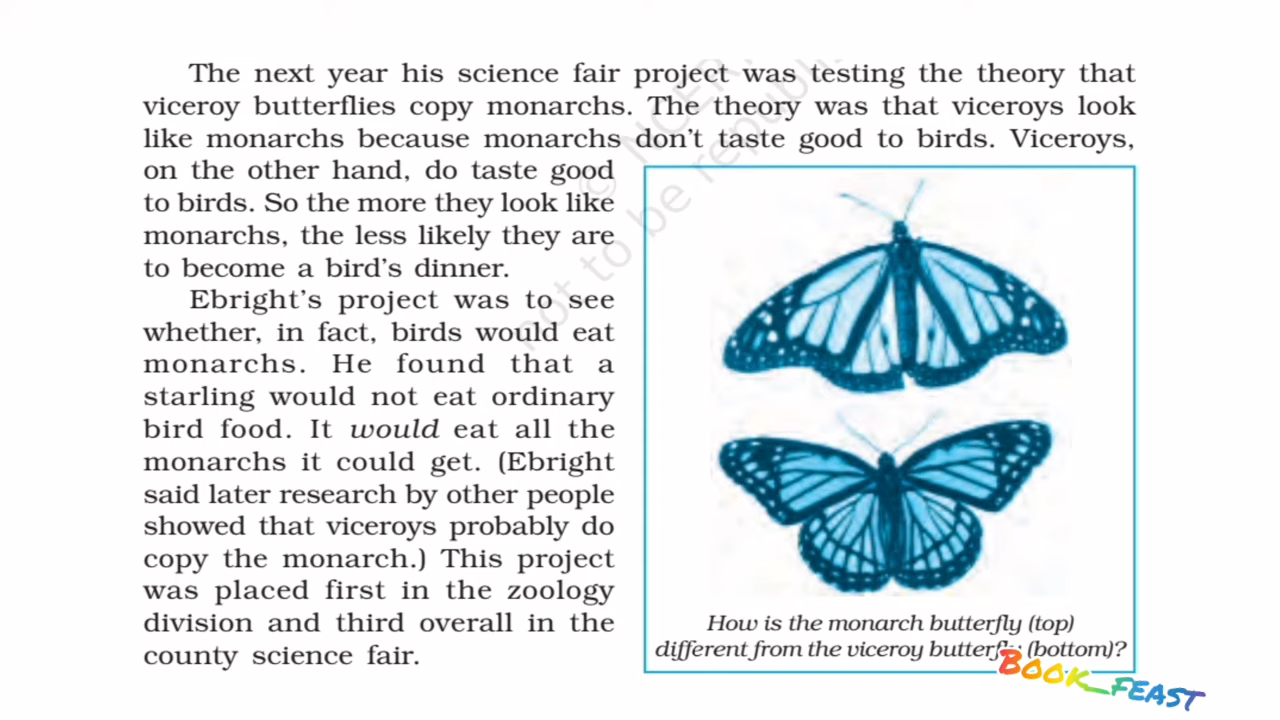 The next year his science fair project was testing the theory that
viceroy butterflies copy monarchs. The theory was that viceroys look
like monarchs because monarchs don't taste good to birds. Viceroys,
on the other hand, do taste good
to birds. So the more they look like
monarchs, the less likely they are
to become a bird's dinner.
Ebright's project was to see
whether, in fact, birds would eat
monarchs. He found that a
starling would not eat ordinary
bird food. It would eat all the
monarchs it could get. (Ebright
said later research by other people
showed that viceroys probably do
copy the monarch.) This project
was placed first in the zoology
division and third overall in the
county science fair.
How is the monarch butterfly (top)
different from the viceroy butterfly (bottom)?
BOOK_FEAST
© NCERT
not to be republi